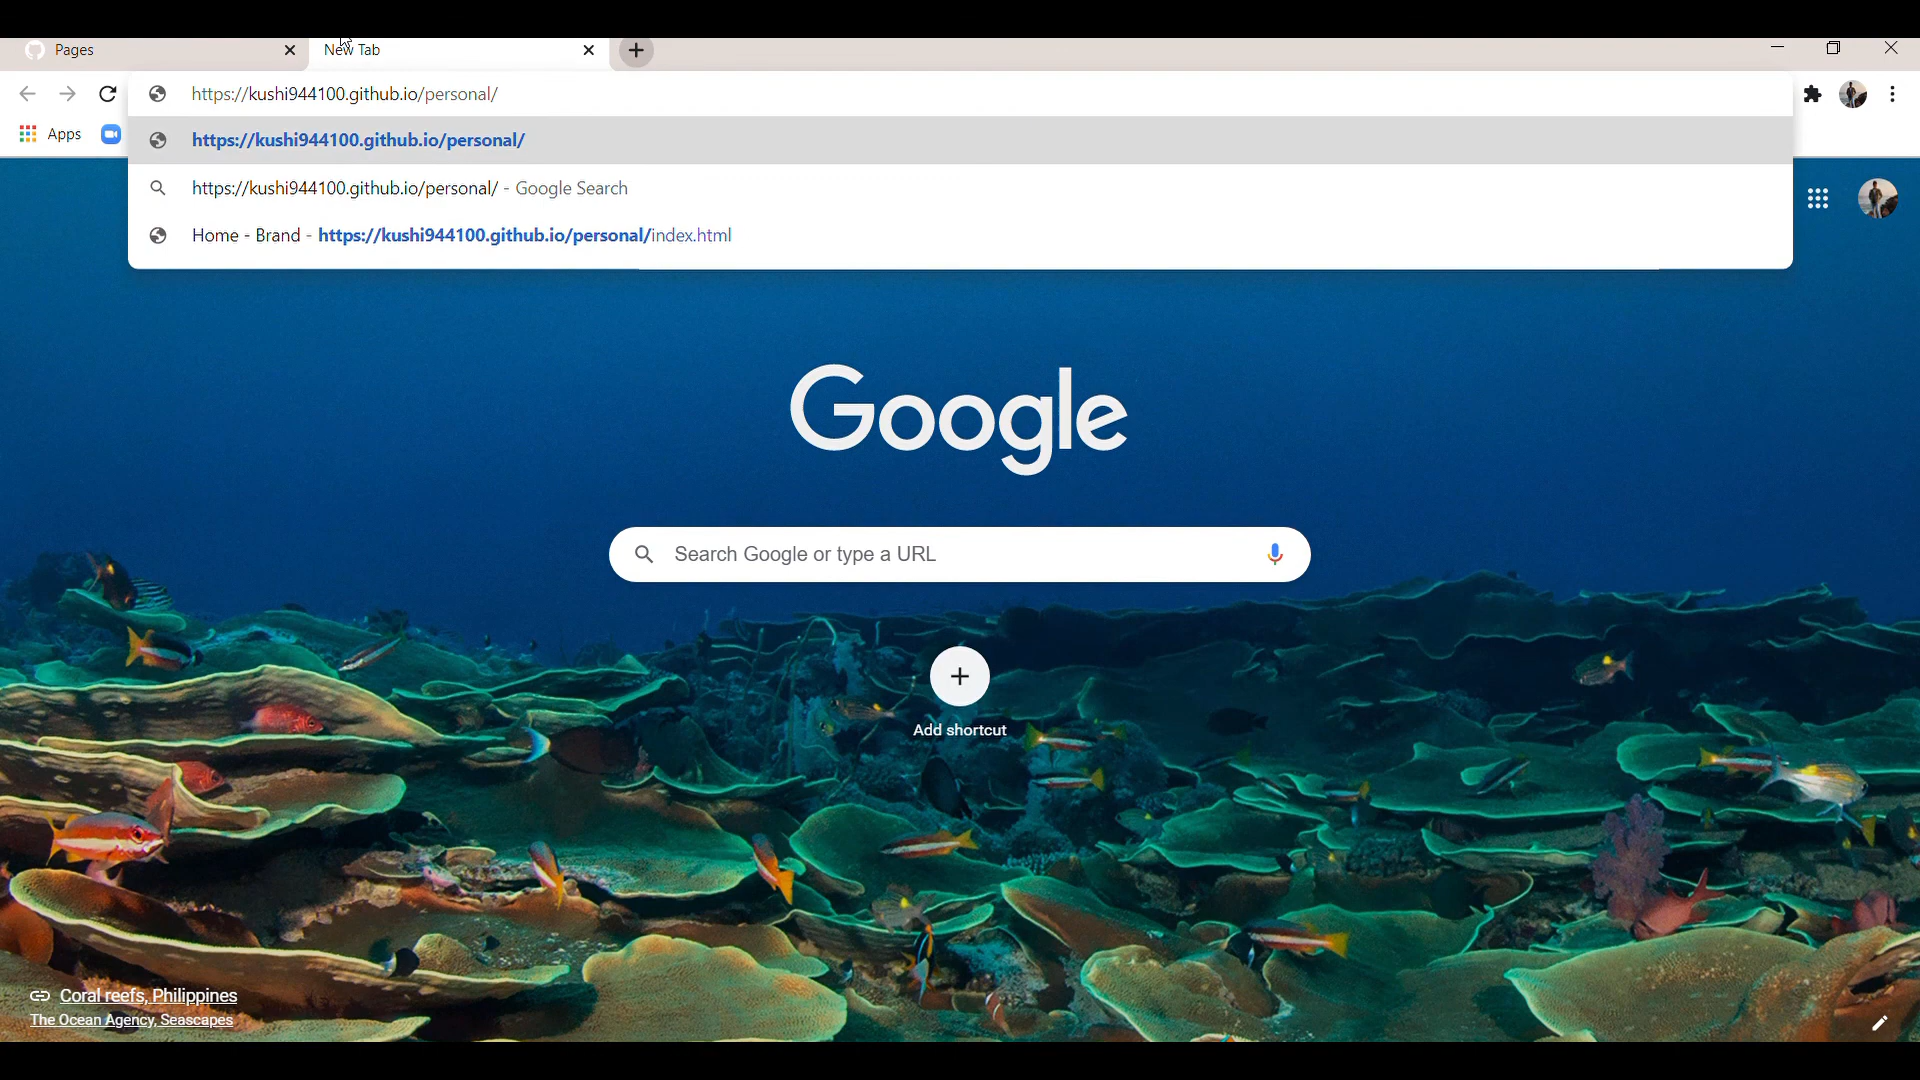 Pages
New Tab
https://kushi944100.github.io/personal/
Apps
https://kushi944100.github.io/personal/
https://kushi944100.github.io/personal/ - Google Search
Home - Brand - https://kushi944100.github.io/personal/index.html
Google
Search Google or type a URL
Add shortcut
Coral reefs, Philippines
The Ocean Agency, Seascapes